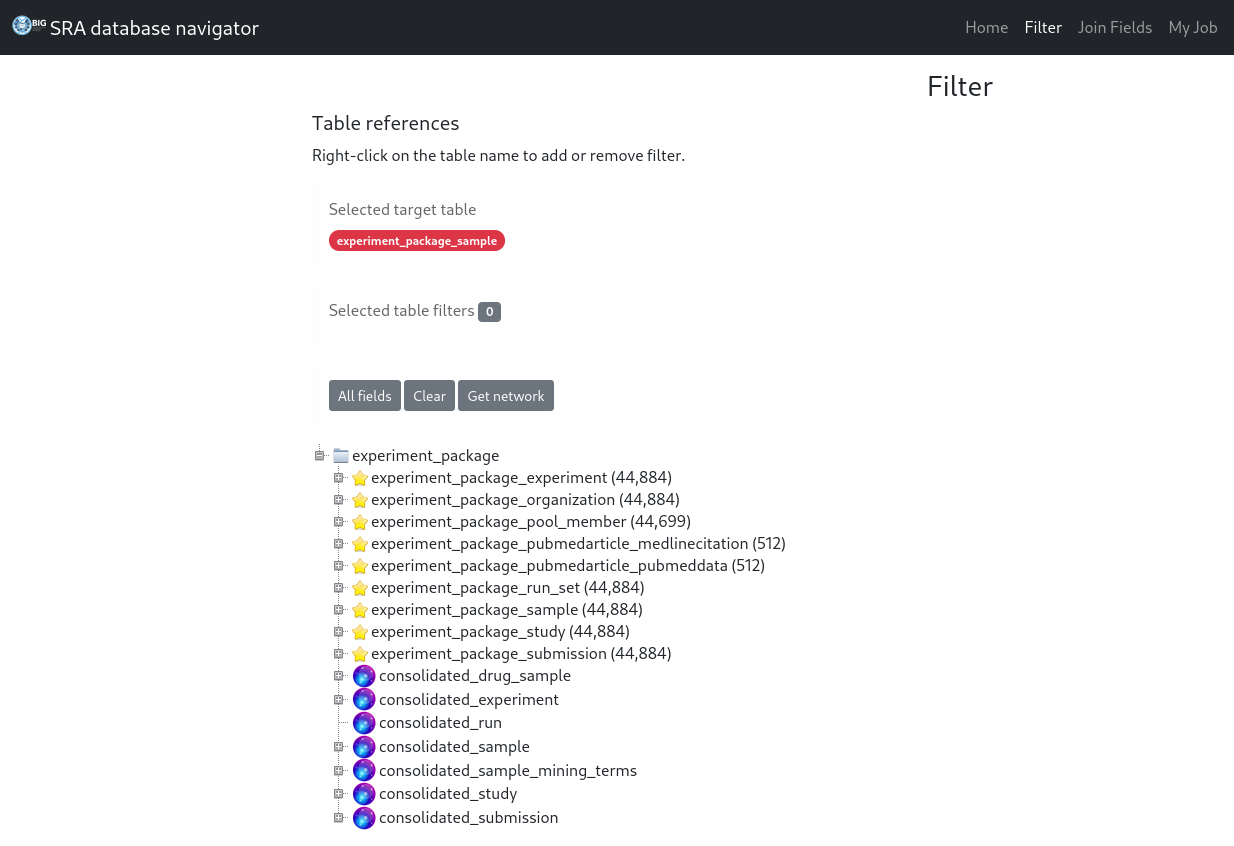 BIG SRA database navigator Home Filter Join Fields My Job
Filter
Table references
Right-click on the table name to add or remove filter.
Selected target table
experiment_package_sample
Selected table filters 0
All fields Clear Get network
experiment_package
experiment_package_experiment (44,884)
experiment_package_organization (44,884)
experiment_package_pool_member (44,699)
experiment_package_pubmedarticle_medlinecitation (512)
experiment_package_pubmedarticle_pubmeddata (512)
experiment_package_run_set (44,884)
experiment_package_sample (44,884)
experiment_package_study (44,884)
experiment_package_submission (44,884)
consolidated_drug_sample
consolidated_experiment
consolidated_run
consolidated_sample
consolidated_sample_mining_terms
consolidated_study
consolidated_submission